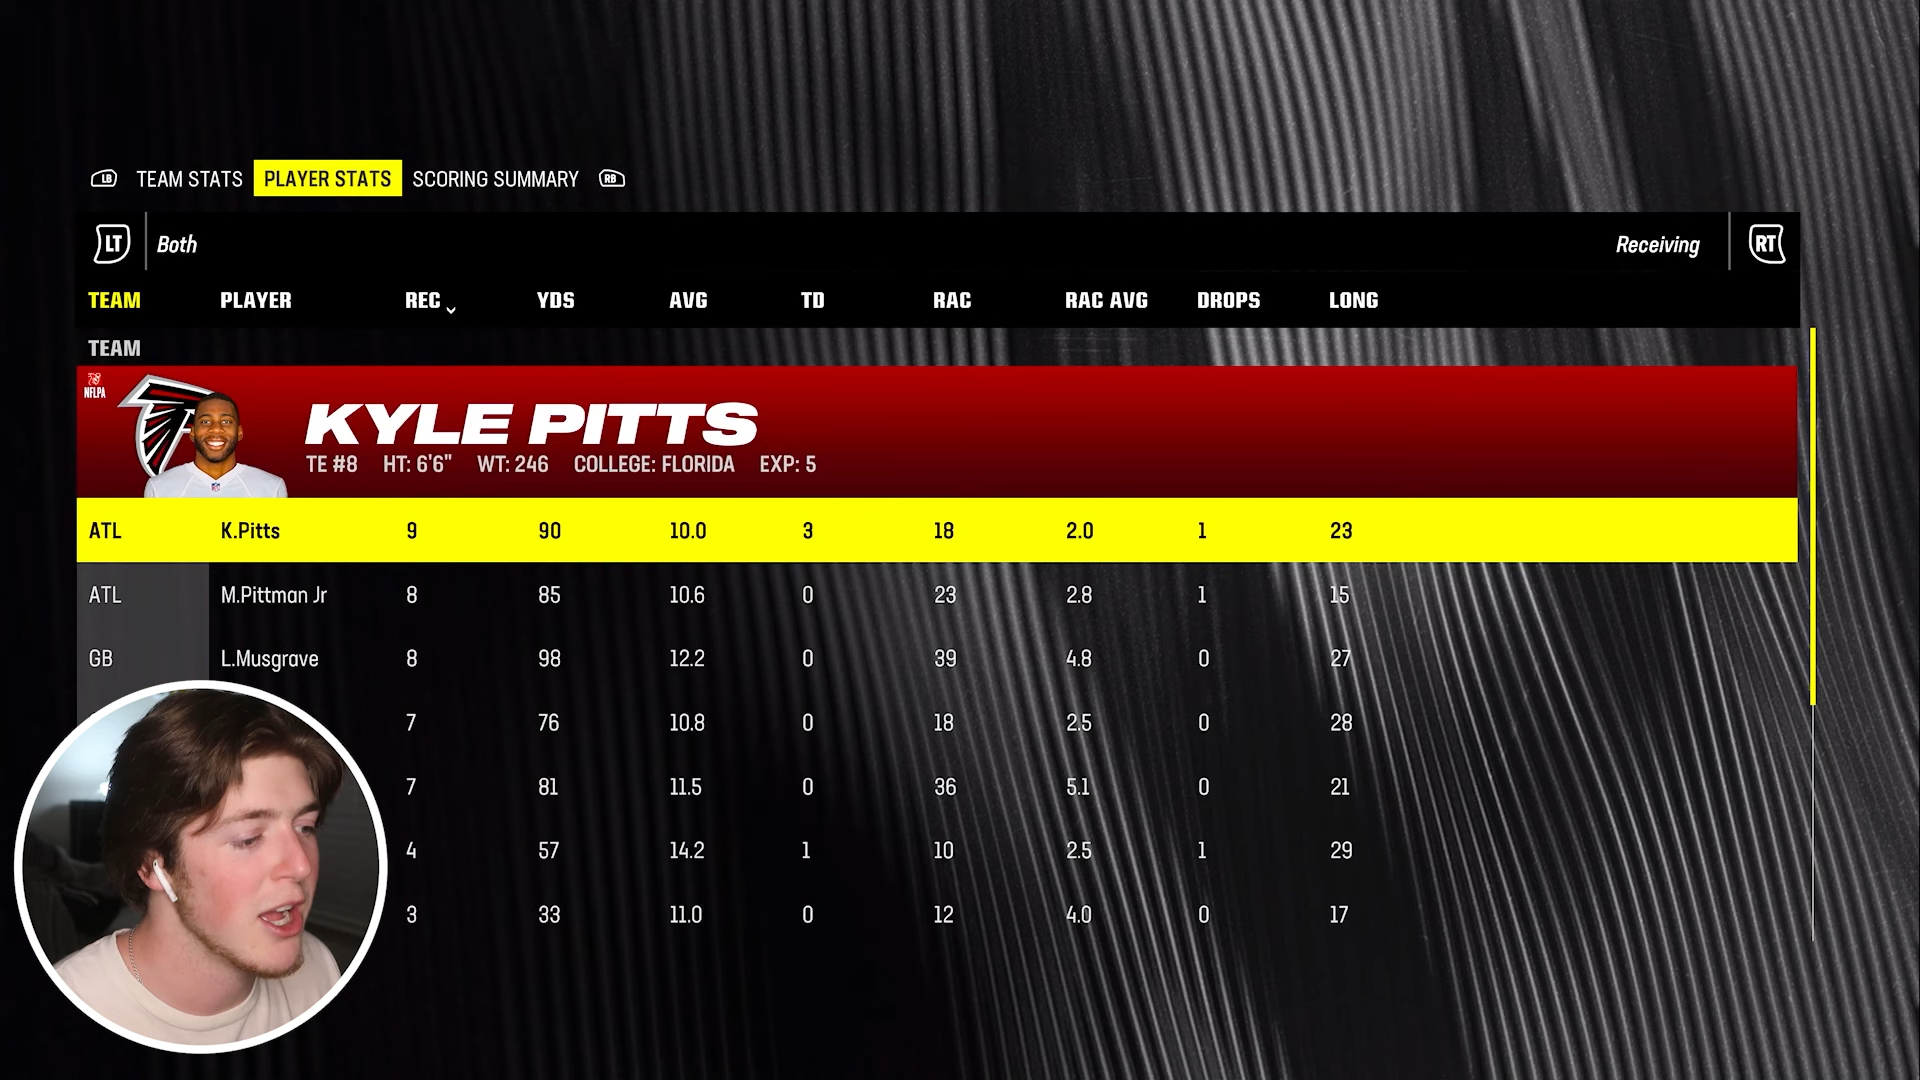 LB TEAM STATS PLAYER STATS SCORING SUMMARY RB
LT Both Receiving RT
TEAM PLAYER REC YDS AVG TD RAC RAC AVG DROPS LONG
TEAM
NFLPA
KYLE PITTS
TE #8 HT: 6'6" WT: 246 COLLEGE: FLORIDA EXP: 5
ATL K.Pitts 9 90 10.0 3 18 2.0 1 23
ATL M.Pittman Jr 8 85 10.6 0 23 2.8 1 15
GB L.Musgrave 8 98 12.2 0 39 4.8 0 27
7 76 10.8 0 18 2.5 0 28
7 81 11.5 0 36 5.1 0 21
4 57 14.2 1 10 2.5 1 29
3 33 11.0 0 12 4.0 0 17